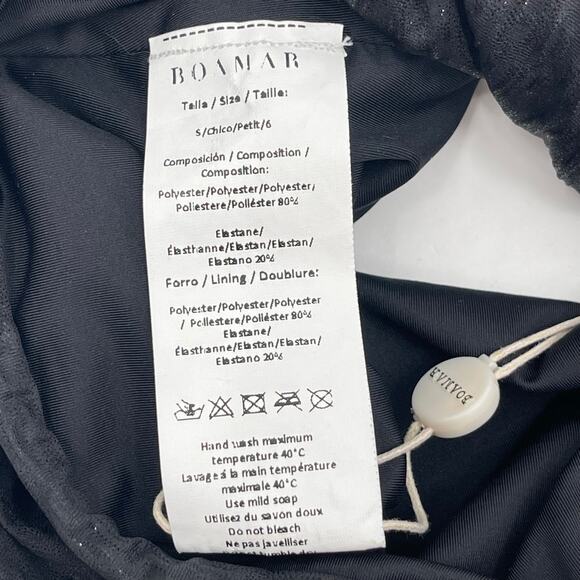 BOAMAR
Talla / Size / Taille:
S/Chico/Petit/6
Composición / Composition /
Composition:
Polyester/Polyester/Polyester/
Poliestere/Poliéster 80%
Elastane/
Élasthanne/Elastan/Elastan/
Elastano 20%
Forro / Lining / Doublure:
Polyester/Polyester/Polyester
/ Poliestere/Poliéster 80%
Elastane/
Élasthanne/Elastan/Elastan/
Elastano 20%
Hand wash maximum
temperature 40°C
Lavage à la main température
maximale 40°C
Use mild soap
Utilisez du savon doux
Do not bleach
Ne pas javelliser
BOAMAR